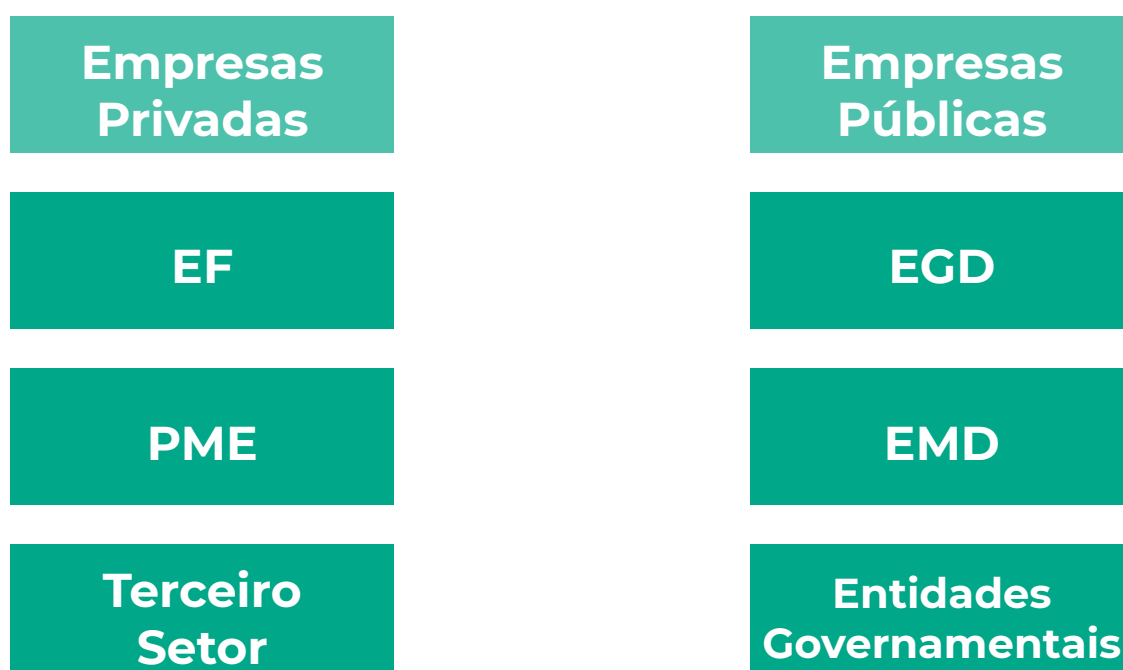 Empresas
Privadas
EF
PME
Terceiro
Setor
Empresas
Públicas
EGD
EMD
Entidades
Governamentais